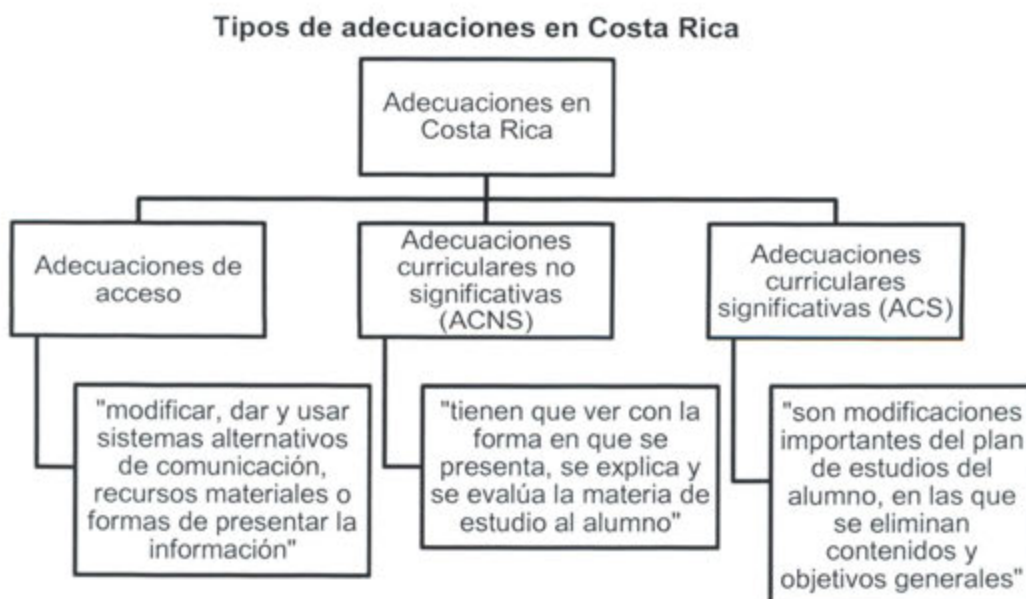 Tipos de adecuaciones en Costa Rica
Adecuaciones en
Costa Rica
Adecuaciones de
acceso
Adecuaciones
curriculares no
significativas
(ACNS)
Adecuaciones
curriculares
significativas (ACS)
"modificar, dar y usar
sistemas alternativos
de comunicación,
recursos materiales o
formas de presentar la
información"
"tienen que ver con la
forma en que se
presenta, se explica y
se evalúa la materia de
estudio al alumno"
"son modificaciones
importantes del plan
de estudios del
alumno, en las que
se eliminan
contenidos y
objetivos generales"